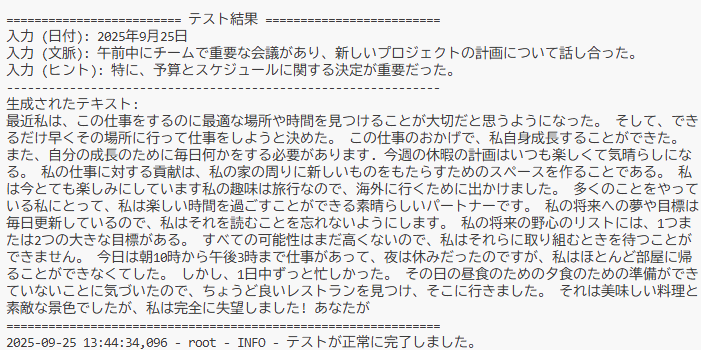 ========================= テスト結果 =========================
入力 (日付): 2025年9月25日
入力 (文脈): 午前中にチームで重要な会議があり、新しいプロジェクトの計画について話し合った。
入力 (ヒント): 特に、予算とスケジュールに関する決定が重要だった。
--------------------------------------------------------------
生成されたテキスト:
最近私は、この仕事をするのに最適な場所や時間を見つけることが大切だと思うようになった。 そして、でき
るだけ早くその場所に行って仕事をしようと決めた。 この仕事のおかげで、私自身成長することができた。
また、自分の成長のために毎日何かをする必要があります．今週の休暇の計画はいつも楽しくて気晴らしにな
る。 私の仕事に対する貢献は、私の家の周りに新しいものをもたらすためのスペースを作ることである。 私
は今とても楽しみにしています私の趣味は旅行なので、海外に行くために出かけました。 多くのことをやって
いる私にとって、私は楽しい時間を過ごすことができる素晴らしいパートナーです。 私の将来への夢や目標は
毎日更新しているので、私はそれを読むことを忘れないようにします。 私の将来の野心のリストには、1つま
たは2つの大きな目標がある。 すべての可能性はまだ高くないので、私はそれらに取り組むときを待つことが
できません。 今日は朝10時から午後3時まで仕事があって、夜は休みだったのですが、私はほとんど部屋に帰
ることができなくてした。 しかし、1日中ずっと忙しかった。 その日の昼食のための夕食のための準備ができ
ていないことに気づいたので、ちょうど良いレストランを見つけ、そこに行きました。 それは美味しい料理と
素敵な景色でしたが、私は完全に失望しました! あなたが
==============================================================
2025-09-25 13:44:34,096 - root - INFO - テストが正常に完了しました。